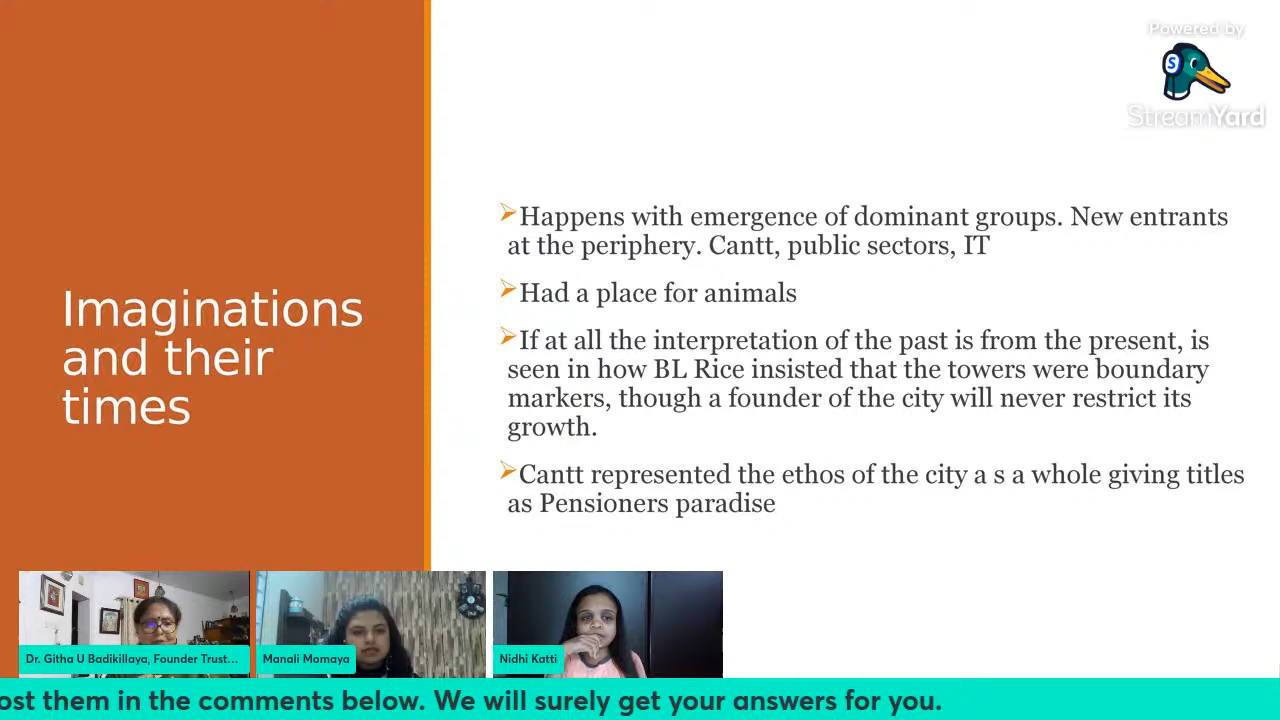 Powered by
StreamYard
Imaginations
and their
times
Happens with emergence of dominant groups. New entrants
at the periphery. Cantt, public sectors, IT
Had a place for animals
If at all the interpretation of the past is from the present, is
seen in how BL Rice insisted that the towers were boundary
markers, though a founder of the city will never restrict its
growth.
Cantt represented the ethos of the city a s a whole giving titles
as Pensioners paradise
Dr. Githa U Badikillaya, Founder Trust...
Manali Momaya
Nidhi Katti
ost them in the comments below. We will surely get your answers for you.